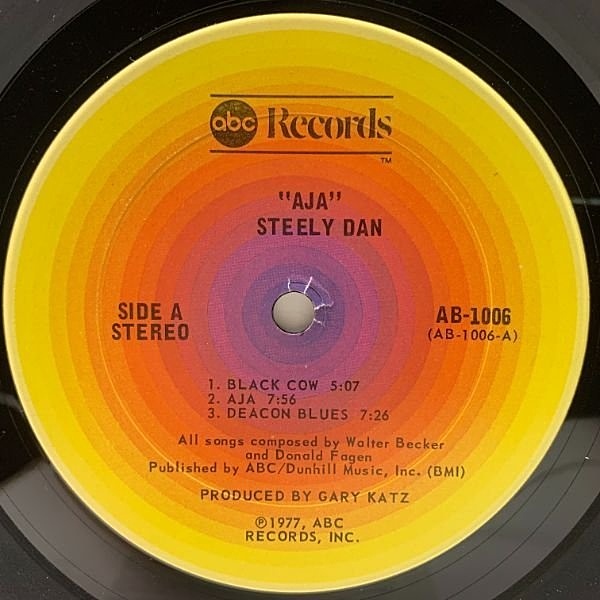 abc Records
TM
"AJA"
STEELY DAN
SIDE A
STEREO
AB-1006
(AB-1006-A)
1. BLACK COW 5:07
2. AJA 7:56
3. DEACON BLUES 7:26
All songs composed by Walter Becker
and Donald Fagen
Published by ABC/Dunhill Music, Inc. (BMI)
PRODUCED BY GARY KATZ
℗1977, ABC
RECORDS, INC.